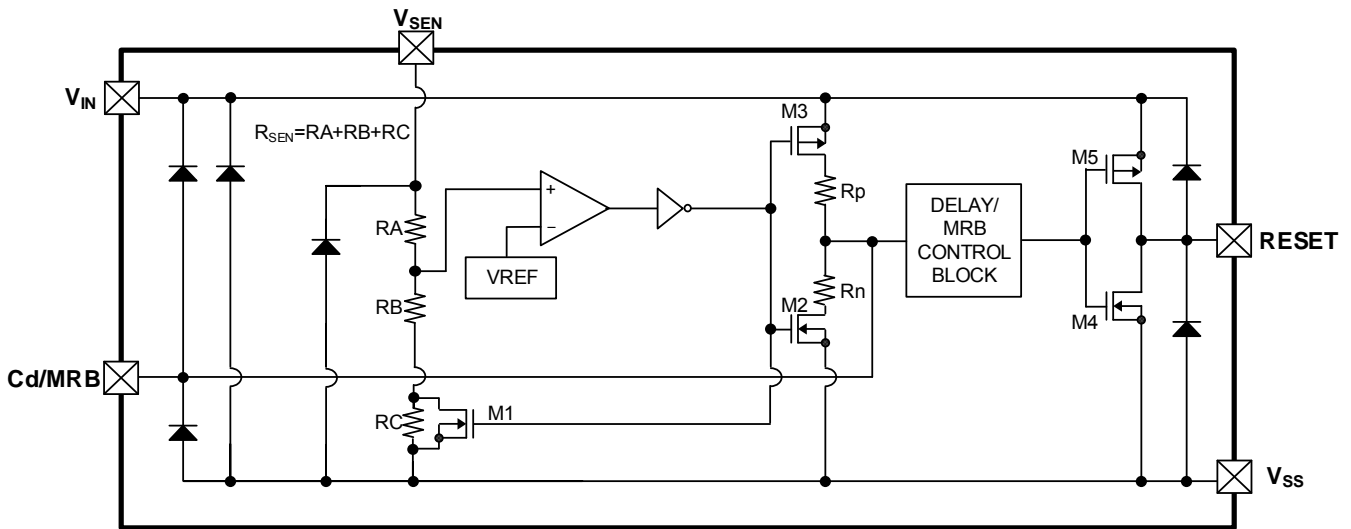 VSEN
VIN
RSEN=RA+RB+RC
M3
M5
Rp
RA
+
−
DELAY/
MRB
CONTROL
BLOCK
RESET
VREF
Rn
RB
M2
M4
Cd/MRB
RC
M1
VSS